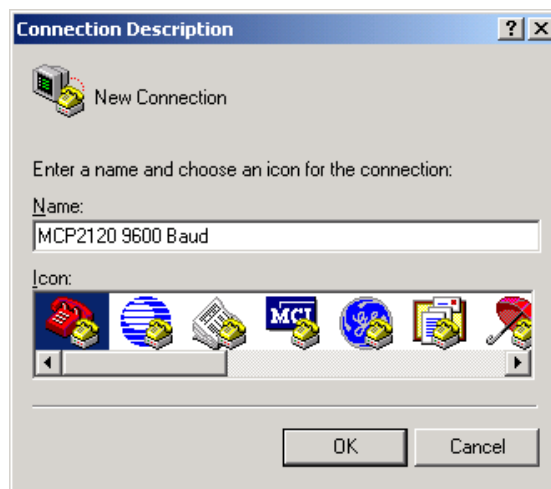 Connection Description
New Connection
Enter a name and choose an icon for the connection:
Name:
MCP2120 9600 Baud
Icon:
MCI
OK Cancel